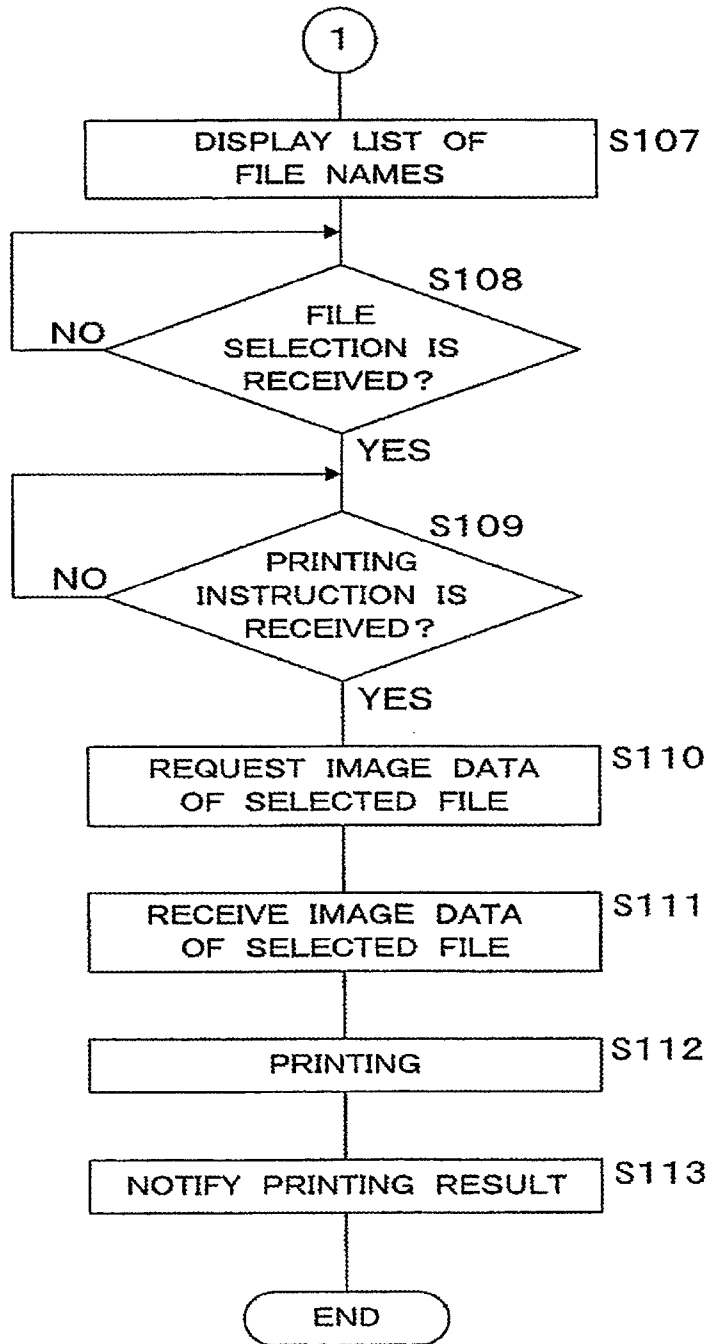 1
DISPLAY LIST OF
FILE NAMES
S107
S108
FILE
SELECTION IS
RECEIVED?
NO
YES
S109
PRINTING
INSTRUCTION IS
RECEIVED?
NO
YES
REQUEST IMAGE DATA
OF SELECTED FILE
S110
RECEIVE IMAGE DATA
OF SELECTED FILE
S111
PRINTING
S112
NOTIFY PRINTING RESULT
S113
END